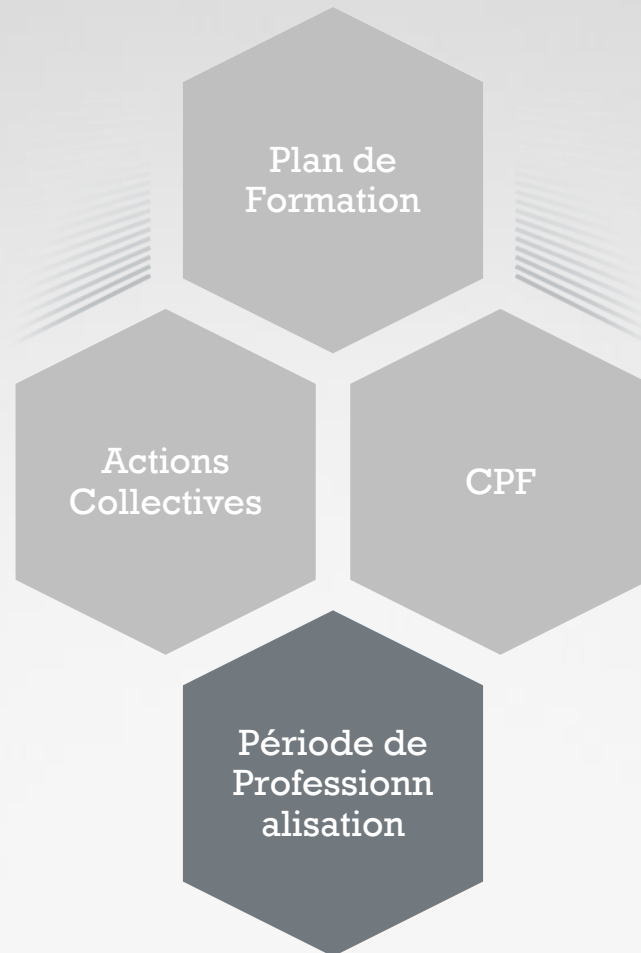 Plan de
Formation
Actions
Collectives
CPF
Période de
Professionn
alisation